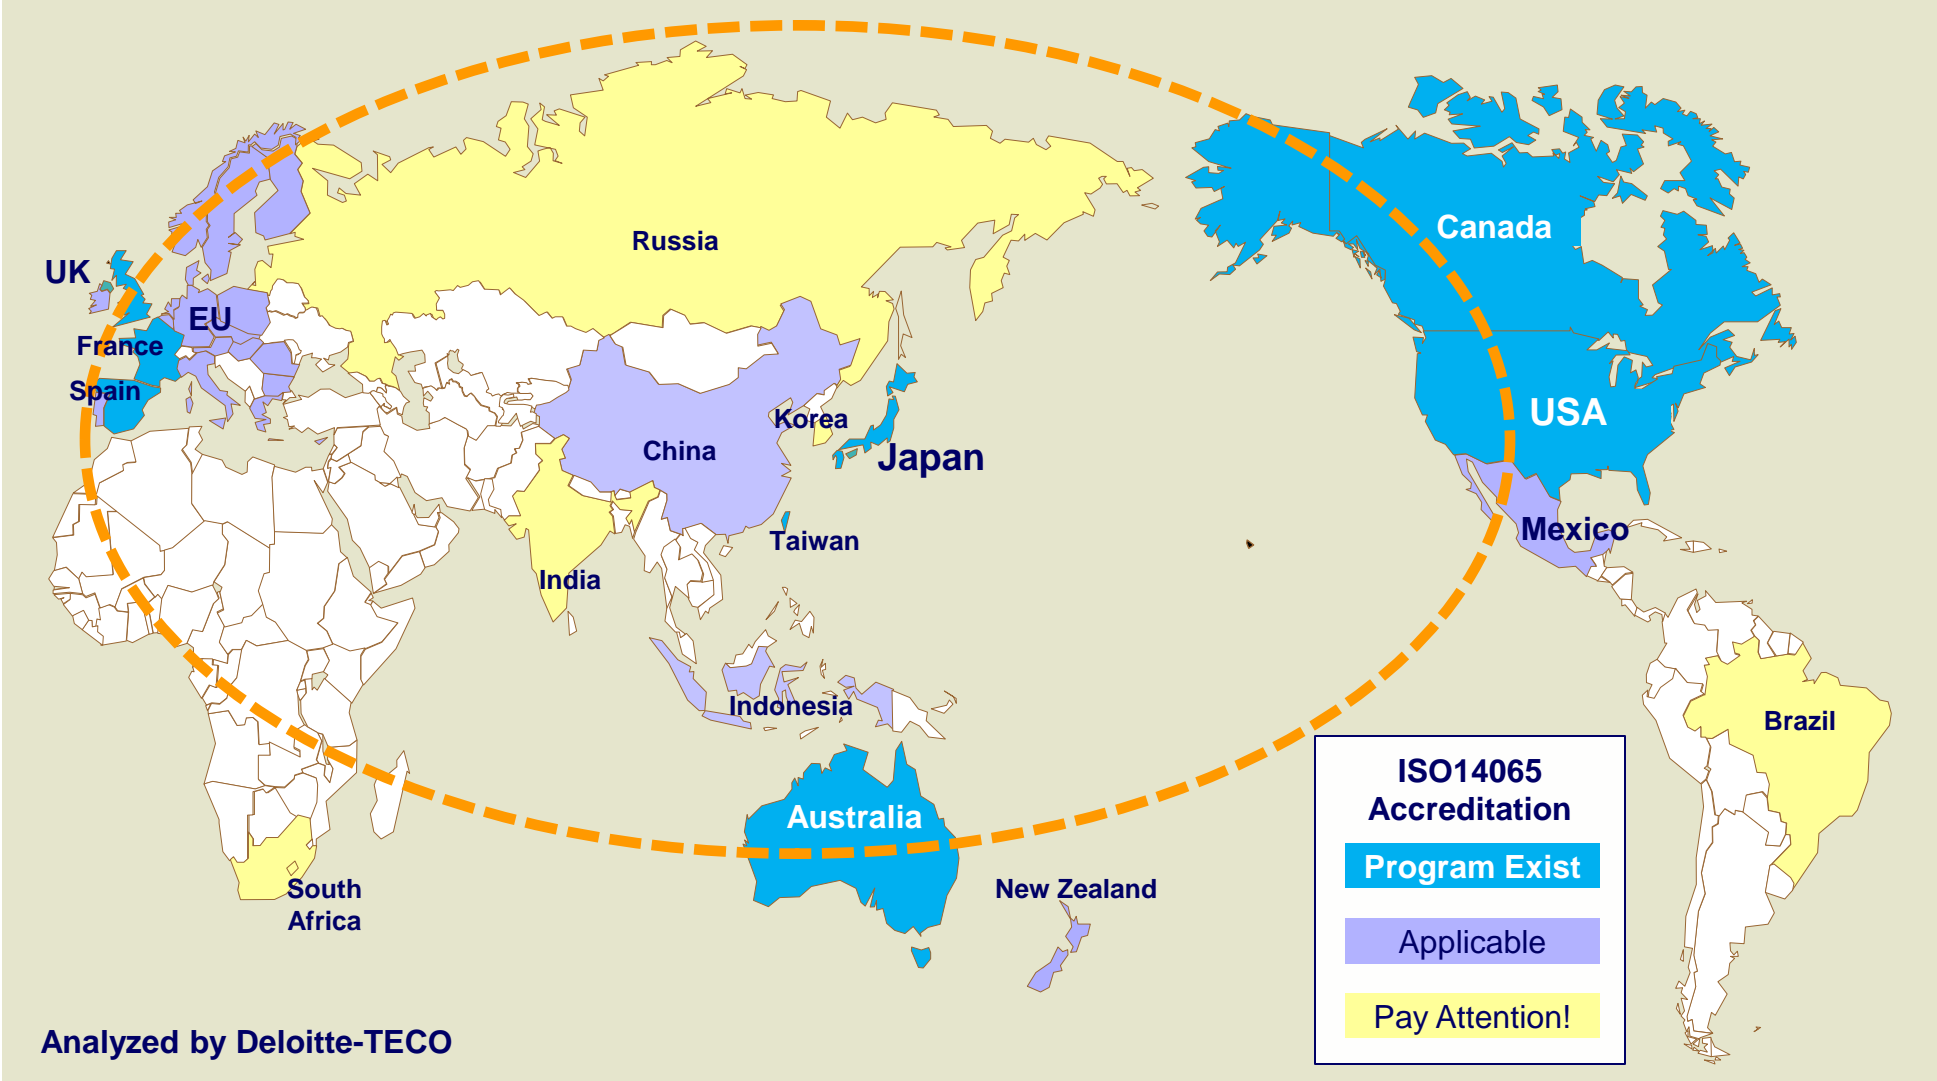 Russia
Canada
UK
EU
France
Spain
USA
Korea
China
Japan
Taiwan
Mexico
India
Indonesia
Brazil
Australia
South
Africa
New Zealand
ISO14065
Accreditation
Program Exist
Applicable
Pay Attention!
Analyzed by Deloitte-TECO